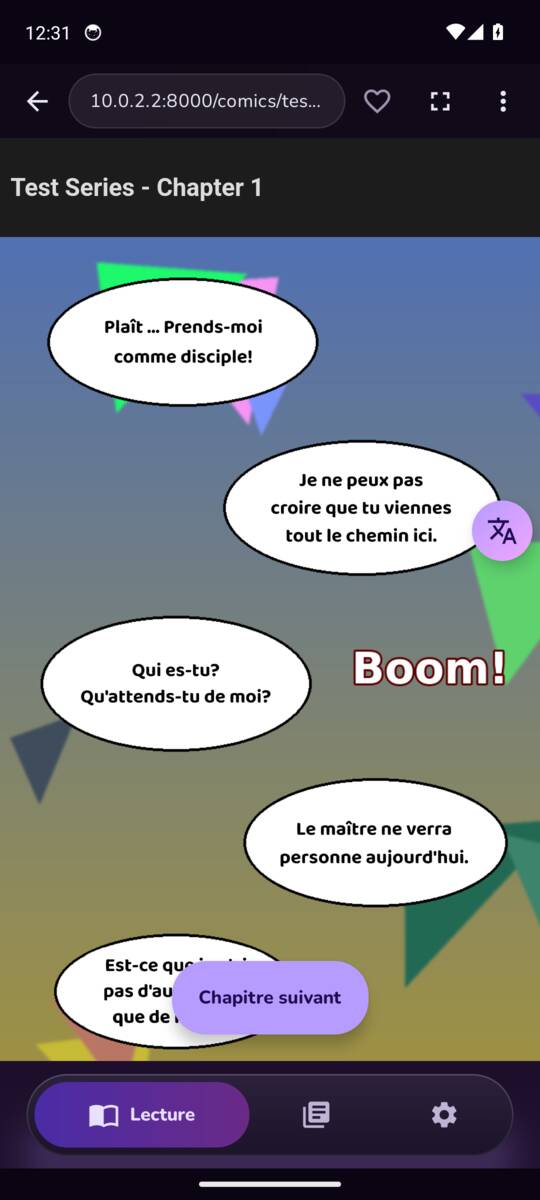 12:31
10.0.2.2:8000/comics/tes...
Test Series - Chapter 1
Plaît ... Prends-moi
comme disciple!
Je ne peux pas
croire que tu viennes
tout le chemin ici.
Qui es-tu?
Qu'attends-tu de moi?
Boom!
Le maître ne verra
personne aujourd'hui.
Est-ce que
pas
que de
Chapitre suivant
Lecture